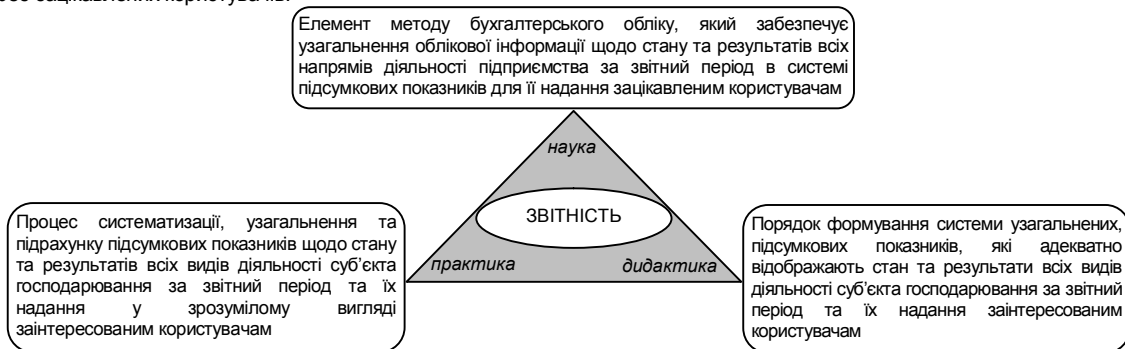 зацікавлених користувачів.
Елемент методу бухгалтерського обліку, який забезпечує
узагальнення облікової інформації щодо стану та результатів всіх
напрямів діяльності підприємства за звітний період в системі
підсумкових показників для її надання зацікавленим користувачам
наука
ЗВІТНІСТЬ
практика
дидактика
Процес систематизації, узагальнення та
підрахунку підсумкових показників щодо стану
та результатів всіх видів діяльності суб’єкта
господарювання за звітний період та їх
надання у зрозумілому вигляді
заінтересованим користувачам
Порядок формування системи узагальнених,
підсумкових показників, які адекватно
відображають стан та результати всіх видів
діяльності суб’єкта господарювання за звітний
період та їх надання заінтересованим
користувачам